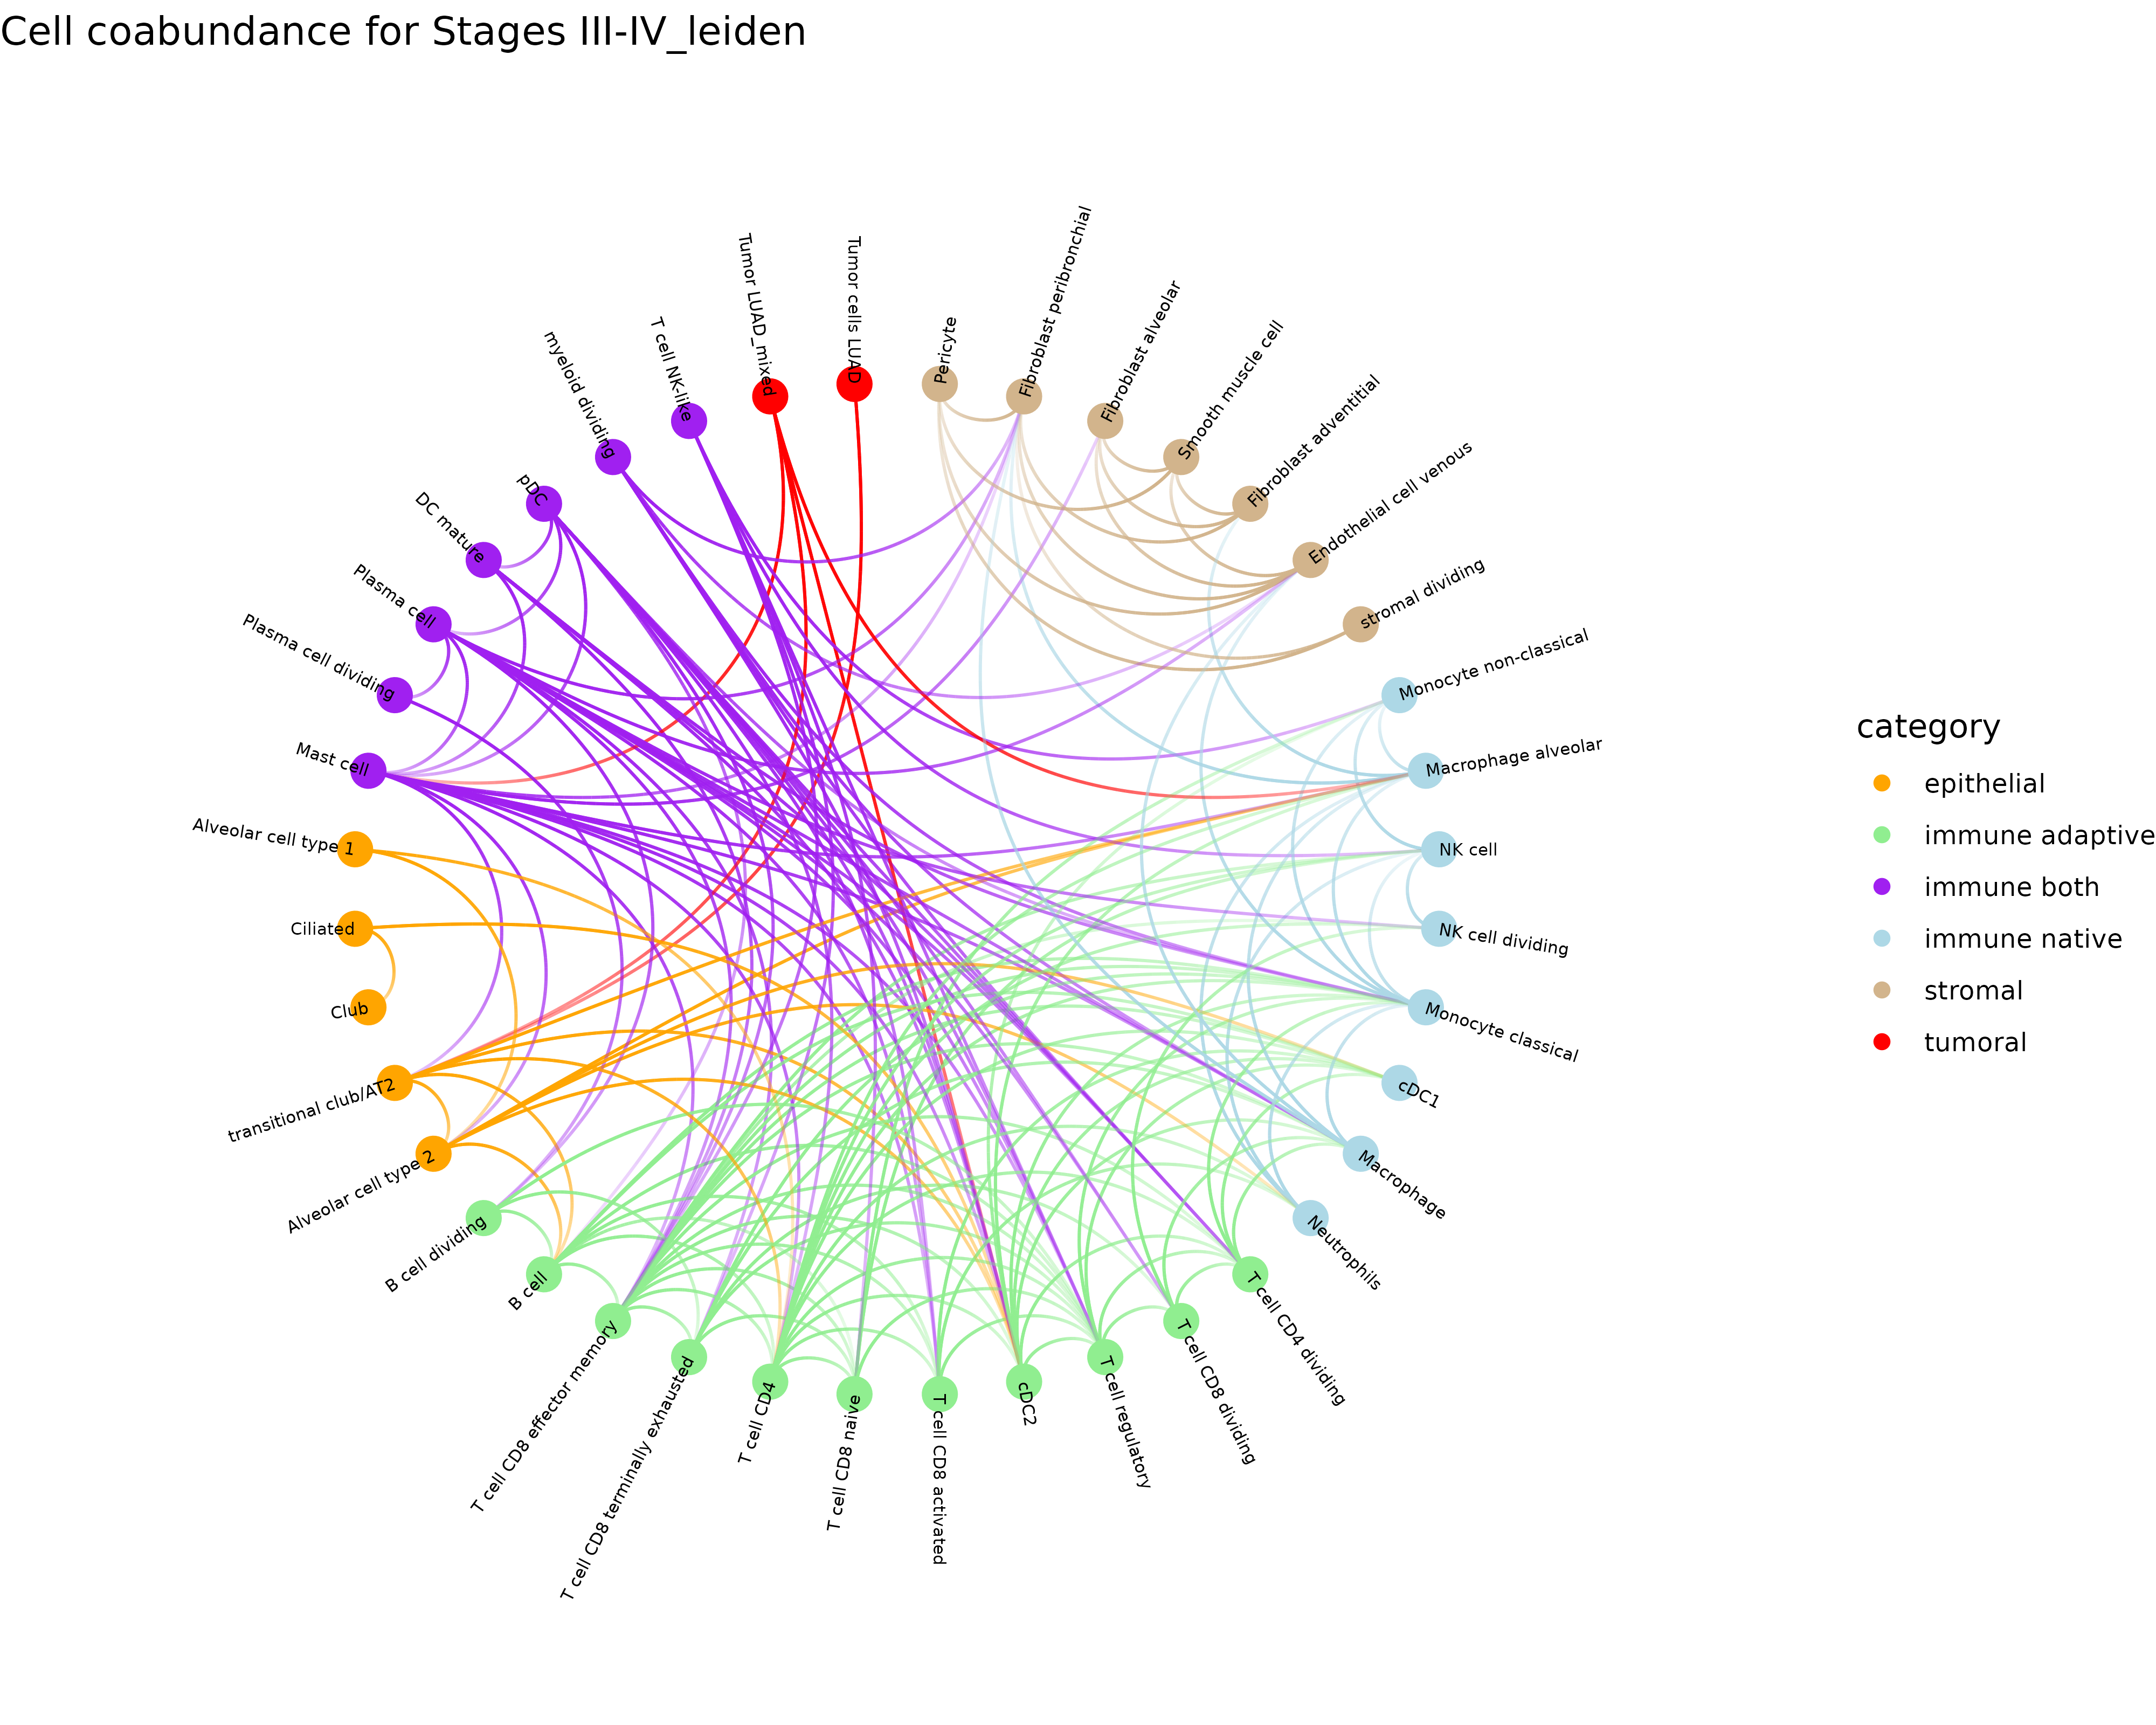 Cell coabundance for Stages III-IV_leiden
Tumor cells LUAD
Pericyte
Fibroblast peribronchial
Fibroblast alveolar
Smooth muscle cell
Fibroblast adventitial
Endothelial cell venous
stromal dividing
Monocyte non-classical
Macrophage alveolar
NK cell
NK cell dividing
Monocyte classical
cDC1
Macrophage
Neutrophils
T cell CD4 dividing
T cell CD8 dividing
T cell regulatory
cDC2
T cell CD8 activated
T cell CD8 naive
T cell CD4
T cell CD8 terminally exhausted
T cell CD8 effector memory
B cell
B cell dividing
Alveolar cell type 2
transitional club/AT2
Club
Ciliated
Alveolar cell type 1
Mast cell
Plasma cell dividing
Plasma cell
DC mature
pDC
myeloid dividing
T cell NK-like
Tumor LUAD_mixed
category
epithelial
immune adaptive
immune both
immune native
stromal
tumoral